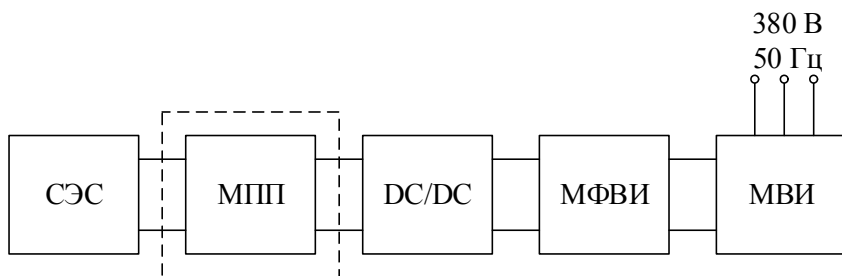 380 В
50 Гц
СЭС
МПП
DC/DC
МФВИ
МВИ